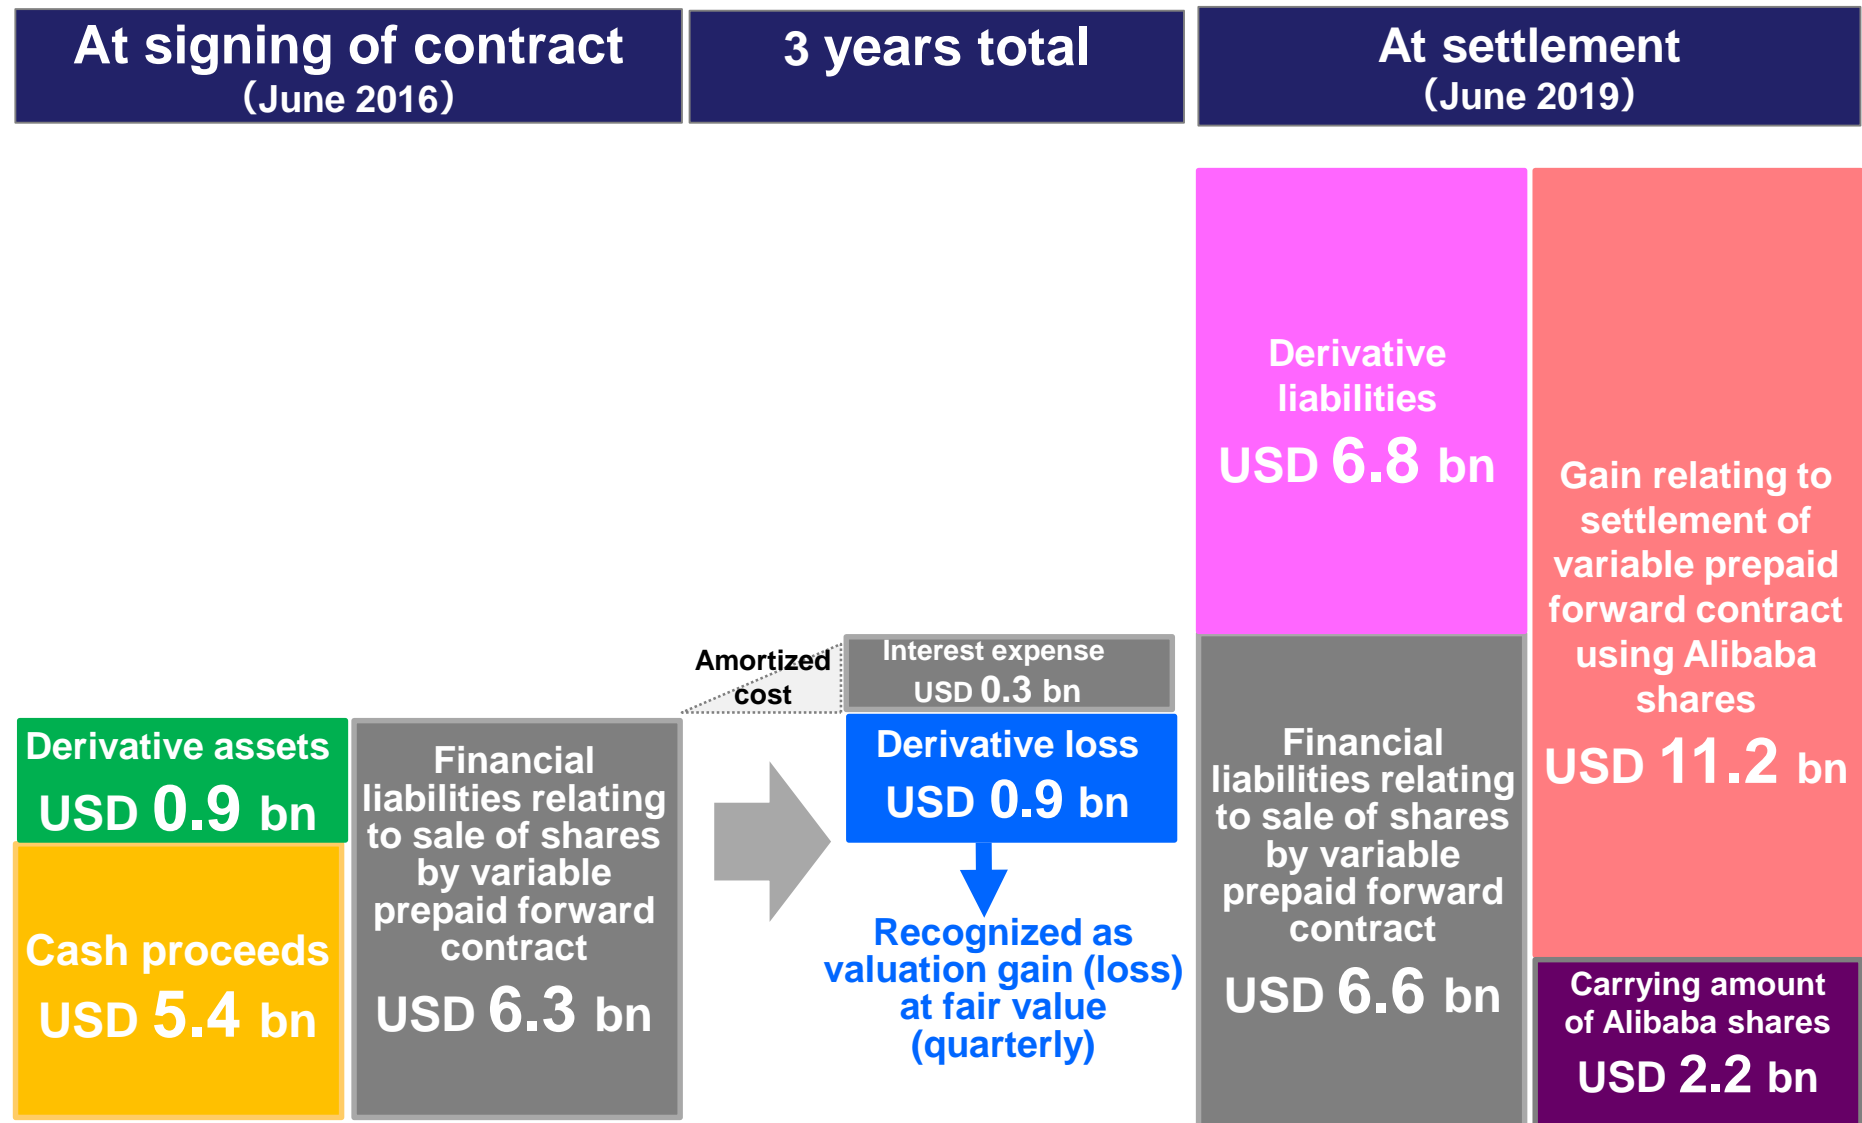 At signing of contract
（June 2016）
3 years total
At settlement
（June 2019）
Derivative assets
USD 0.9 bn
Cash proceeds
USD 5.4 bn
Financial
liabilities relating
to sale of shares
by variable
prepaid forward
contract
USD 6.3 bn
Amortized
cost
Interest expense
USD 0.3 bn
Derivative loss
USD 0.9 bn
Recognized as
valuation gain (loss)
at fair value
(quarterly)
Derivative
liabilities
USD 6.8 bn
Financial
liabilities relating
to sale of shares
by variable
prepaid forward
contract
USD 6.6 bn
Gain relating to
settlement of
variable prepaid
forward contract
using Alibaba
shares
USD 11.2 bn
Carrying amount
of Alibaba shares
USD 2.2 bn